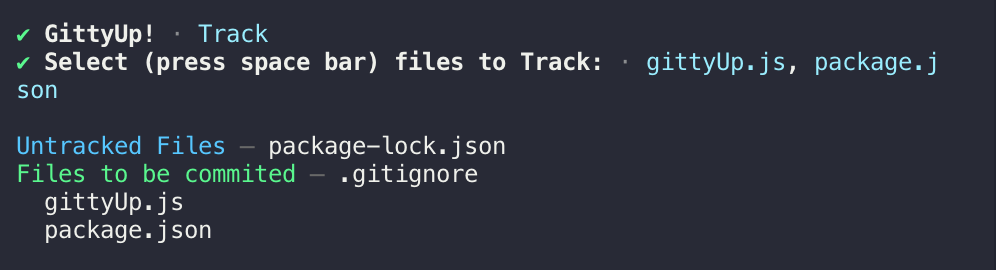 ✔ GittyUp! · Track
✔ Select (press space bar) files to Track: · gittyUp.js, package.j
son
Untracked Files — package-lock.json
Files to be commited — .gitignore
gittyUp.js
package.json